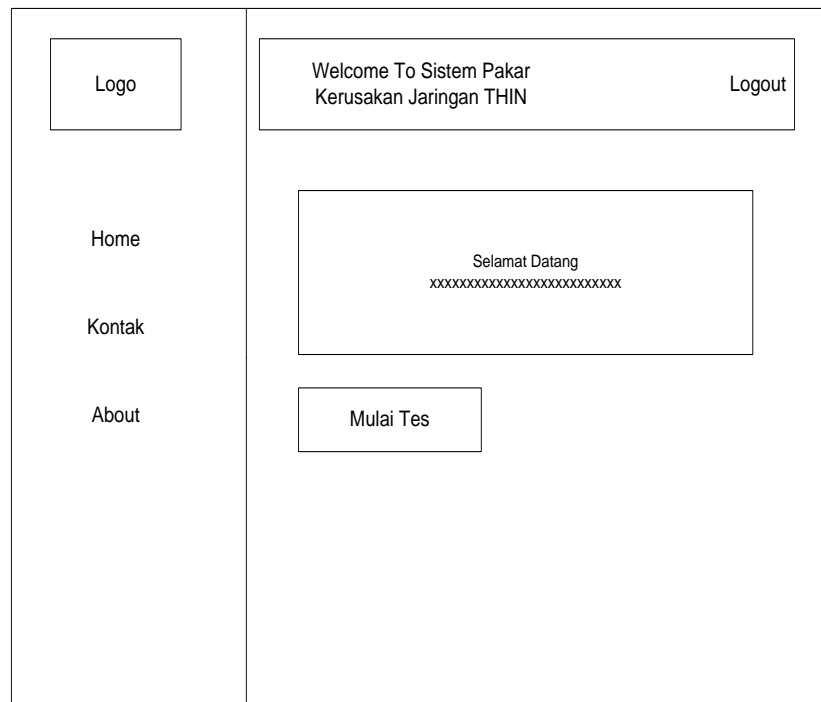 Logo
Welcome To Sistem Pakar
Kerusakan Jaringan THIN
Logout
Home
Kontak
About
Selamat Datang
xxxxxxxxxxxxxxxxxxxxxxxxxx
Mulai Tes